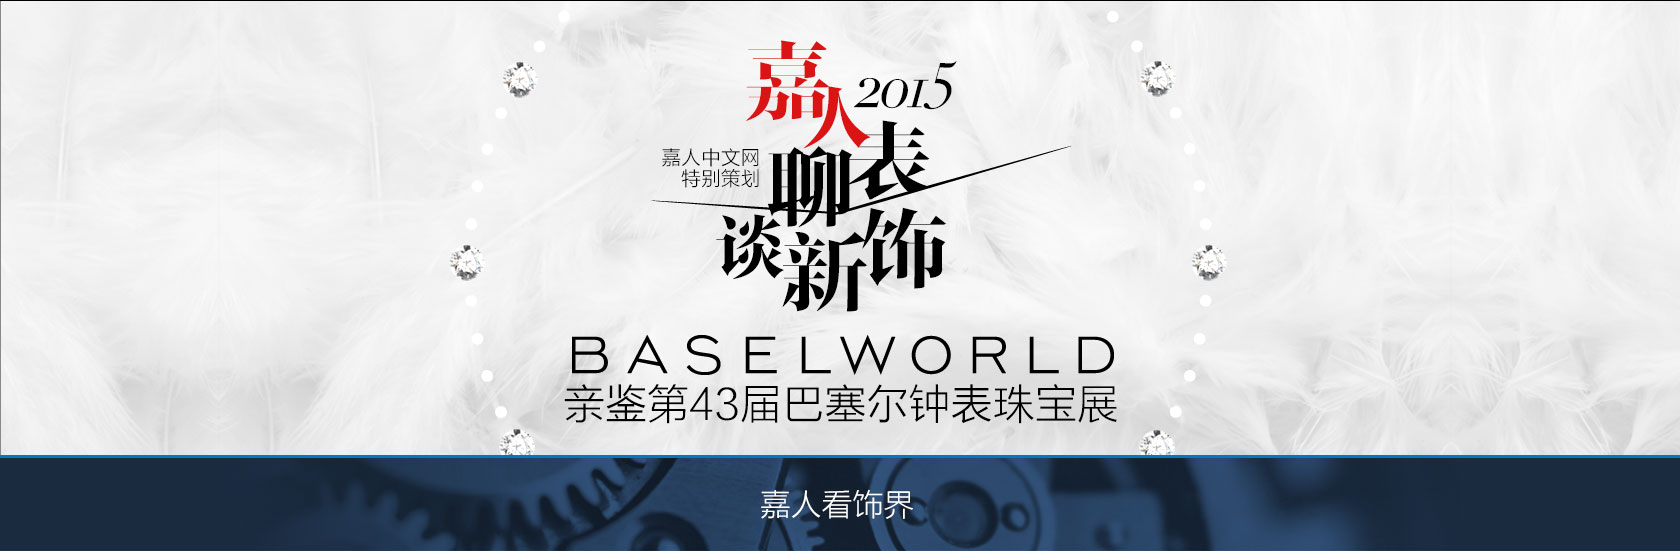 嘉人2015
嘉人中文网
特别策划
聊表
谈新饰
BASELWORLD
亲鉴第43届巴塞尔钟表珠宝展
嘉人看饰界